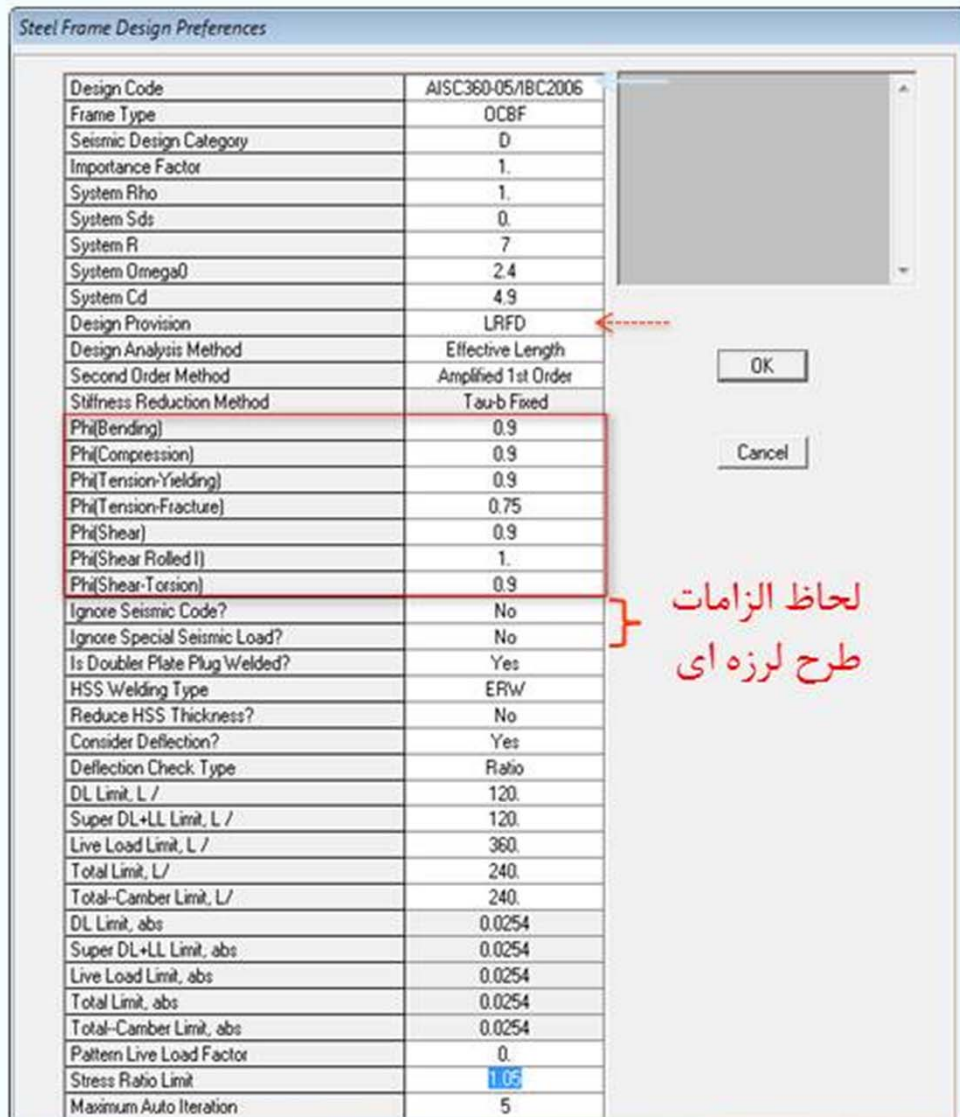 Steel Frame Design Preferences
Design Code AISC360-05/IBC2006
Frame Type OCBF
Seismic Design Category D
Importance Factor 1.
System Rho 1.
System Sds 0.
System R 7
System Omega0 2.4
System Cd 4.9
Design Provision LRFD
Design Analysis Method Effective Length
Second Order Method Amplified 1st Order
Stiffness Reduction Method Tau-b Fixed
Phi(Bending) 0.9
Phi(Compression) 0.9
Phi(Tension-Yielding) 0.9
Phi(Tension-Fracture) 0.75
Phi(Shear) 0.9
Phi(Shear Rolled I) 1.
Phi(Shear-Torsion) 0.9
Ignore Seismic Code? No
Ignore Special Seismic Load? No
Is Doubler Plate Plug Welded? Yes
HSS Welding Type ERW
Reduce HSS Thickness? No
Consider Deflection? Yes
Deflection Check Type Ratio
DL Limit, L / 120.
Super DL+LL Limit, L / 120.
Live Load Limit, L / 360.
Total Limit, L/ 240.
Total--Camber Limit, L/ 240.
DL Limit, abs 0.0254
Super DL+LL Limit, abs 0.0254
Live Load Limit, abs 0.0254
Total Limit, abs 0.0254
Total--Camber Limit, abs 0.0254
Pattern Live Load Factor 0.
Stress Ratio Limit 1.05
Maximum Auto Iteration 5
OK
Cancel
لحاظ الزامات
طرح لرزه ای